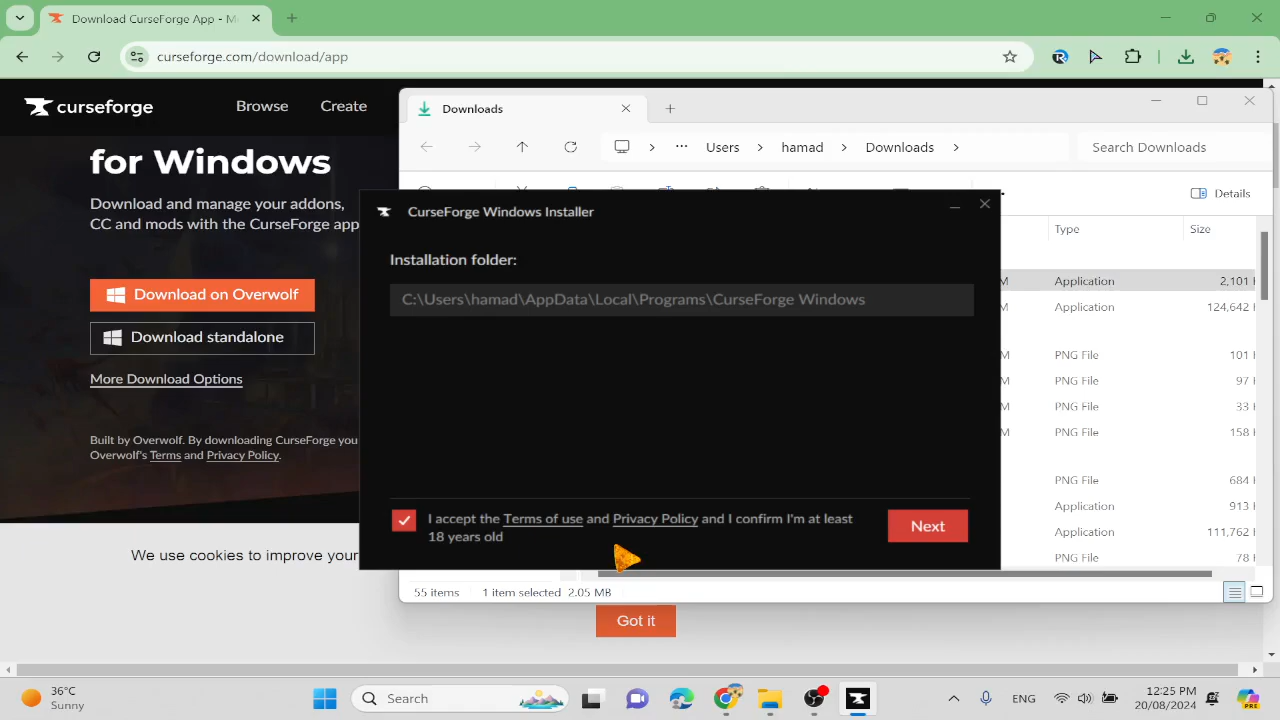 Download CurseForge App - M
curseforge.com/download/app
curseforge
Browse
Create
for Windows
Download and manage your addons,
CC and mods with the CurseForge app
Download on Overwolf
Download standalone
More Download Options
Built by Overwolf. By downloading CurseForge you
Overwolf's Terms and Privacy Policy.
We use cookies to improve your
Got it
Downloads
Users
hamad
Downloads
Search Downloads
Details
Type
Size
M Application 2,101
Application 124,642
M PNG File 101
M PNG File 97
M PNG File 33
M PNG File 158
PNG File 684
Application 913
Application 111,762
PNG File 78
55 items
1 item selected 2.05 MB
CurseForge Windows Installer
Installation folder:
C:\Users\hamad\AppData\Local\Programs\CurseForge Windows
I accept the Terms of use and Privacy Policy and I confirm I'm at least
18 years old
Next
36°C
Sunny
Search
ENG
12:25 PM
20/08/2024
PRE